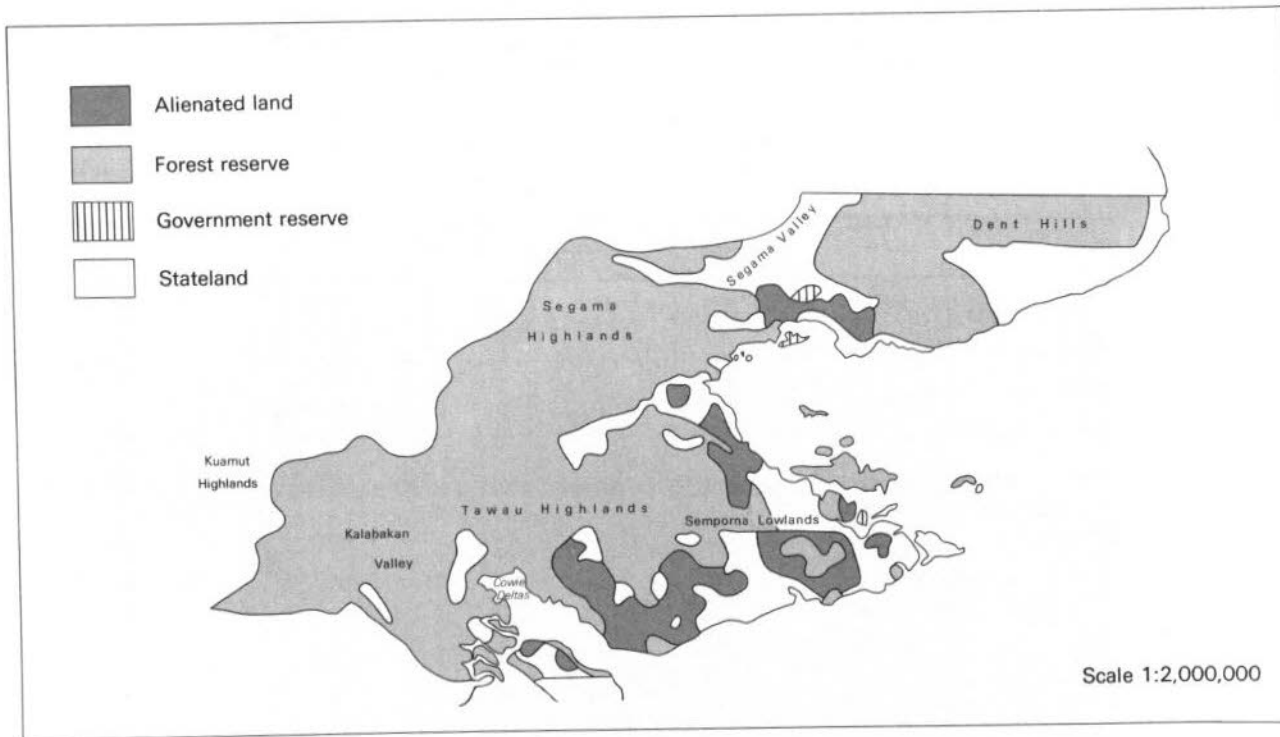 Alienated land
Forest reserve
Government reserve
Stateland
Segama Valley
Dent Hills
Segama
Highlands
Kuamut
Highlands
Tawau Highlands
Semporna Lowlands
Kalabakan
Valley
Cowie
Deltas
Scale 1:2,000,000